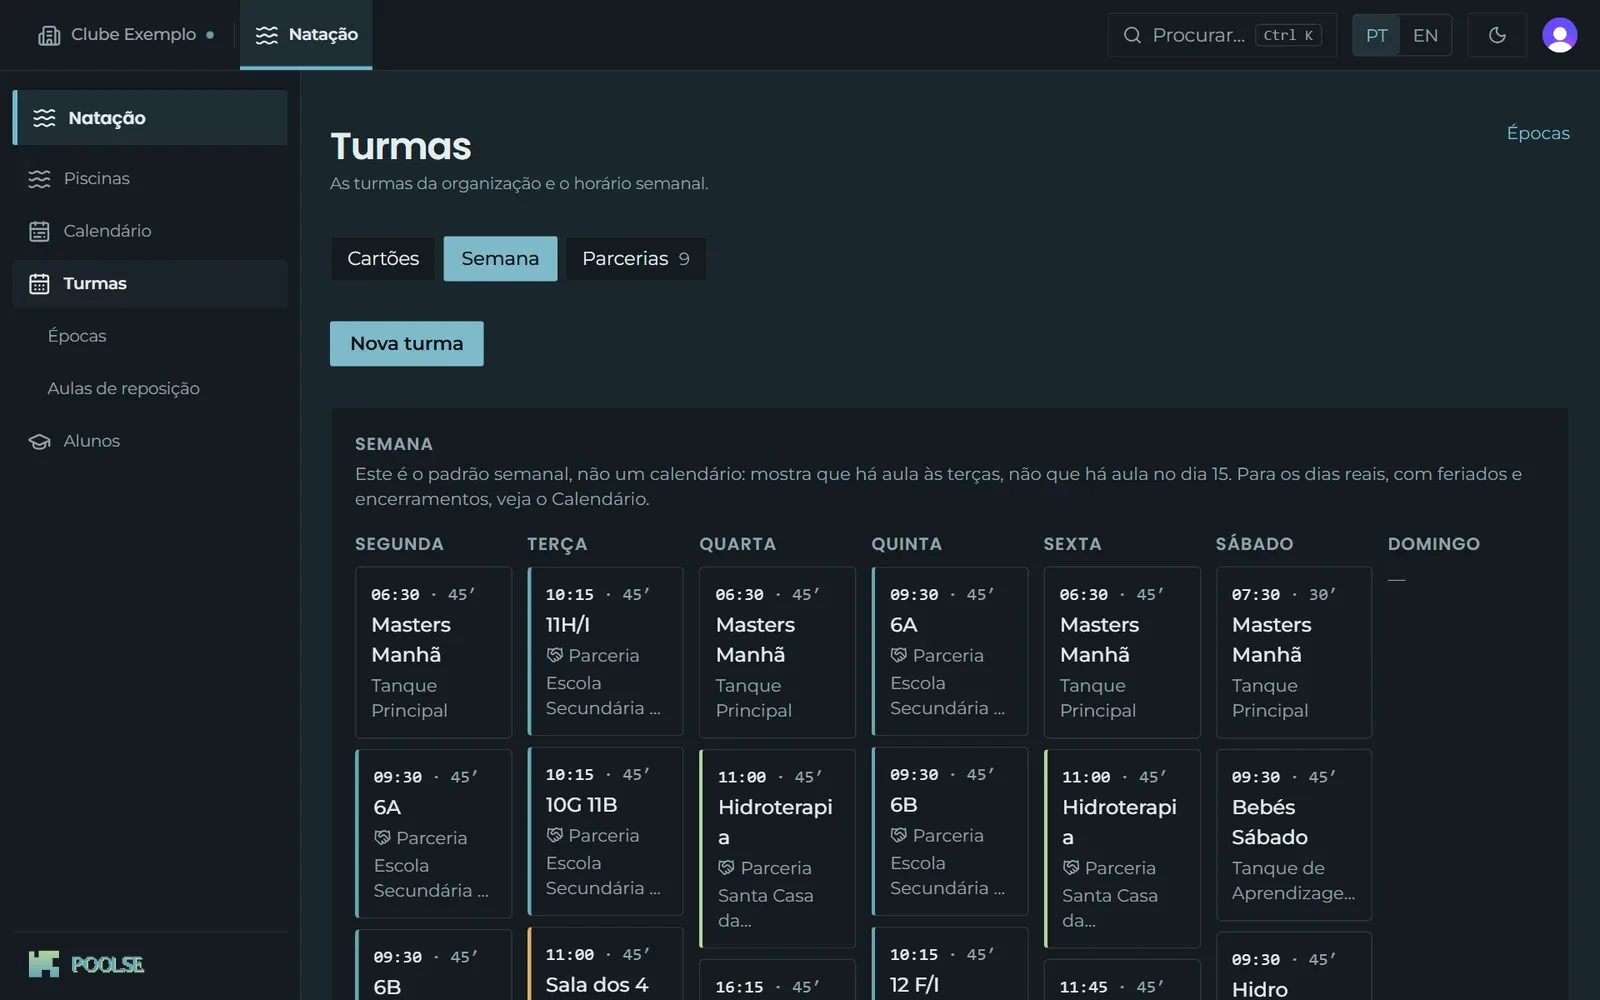 Clube Exemplo
Natação
Procurar... Ctrl K
PT EN
Natação
Piscinas
Calendário
Turmas
Épocas
Aulas de reposição
Alunos
POOLSE
Turmas
Épocas
As turmas da organização e o horário semanal.
Cartões
Semana
Parcerias 9
Nova turma
SEMANA
Este é o padrão semanal, não um calendário: mostra que há aula às terças, não que há aula no dia 15. Para os dias reais, com feriados e
encerramentos, veja o Calendário.
SEGUNDA
06:30 · 45′
Masters
Manhã
Tanque
Principal
09:30 · 45′
6A
Parceria
Escola
Secundária ...
09:30 · 45′
6B
TERÇA
10:15 · 45′
11H/I
Parceria
Escola
Secundária ...
10:15 · 45′
10G 11B
Parceria
Escola
Secundária ...
11:00 · 45′
Sala dos 4
QUARTA
06:30 · 45′
Masters
Manhã
Tanque
Principal
11:00 · 45′
Hidroterapi
a
Parceria
Santa Casa
da...
16:15 · 45′
QUINTA
09:30 · 45′
6A
Parceria
Escola
Secundária ...
09:30 · 45′
6B
Parceria
Escola
Secundária ...
10:15 · 45′
12 F/I
SEXTA
06:30 · 45′
Masters
Manhã
Tanque
Principal
11:00 · 45′
Hidroterapi
a
Parceria
Santa Casa
da...
11:45 · 45′
SÁBADO
07:30 · 30′
Masters
Manhã
Tanque
Principal
09:30 · 45′
Bebés
Sábado
Tanque de
Aprendizage...
09:30 · 45′
Hidro
DOMINGO
—